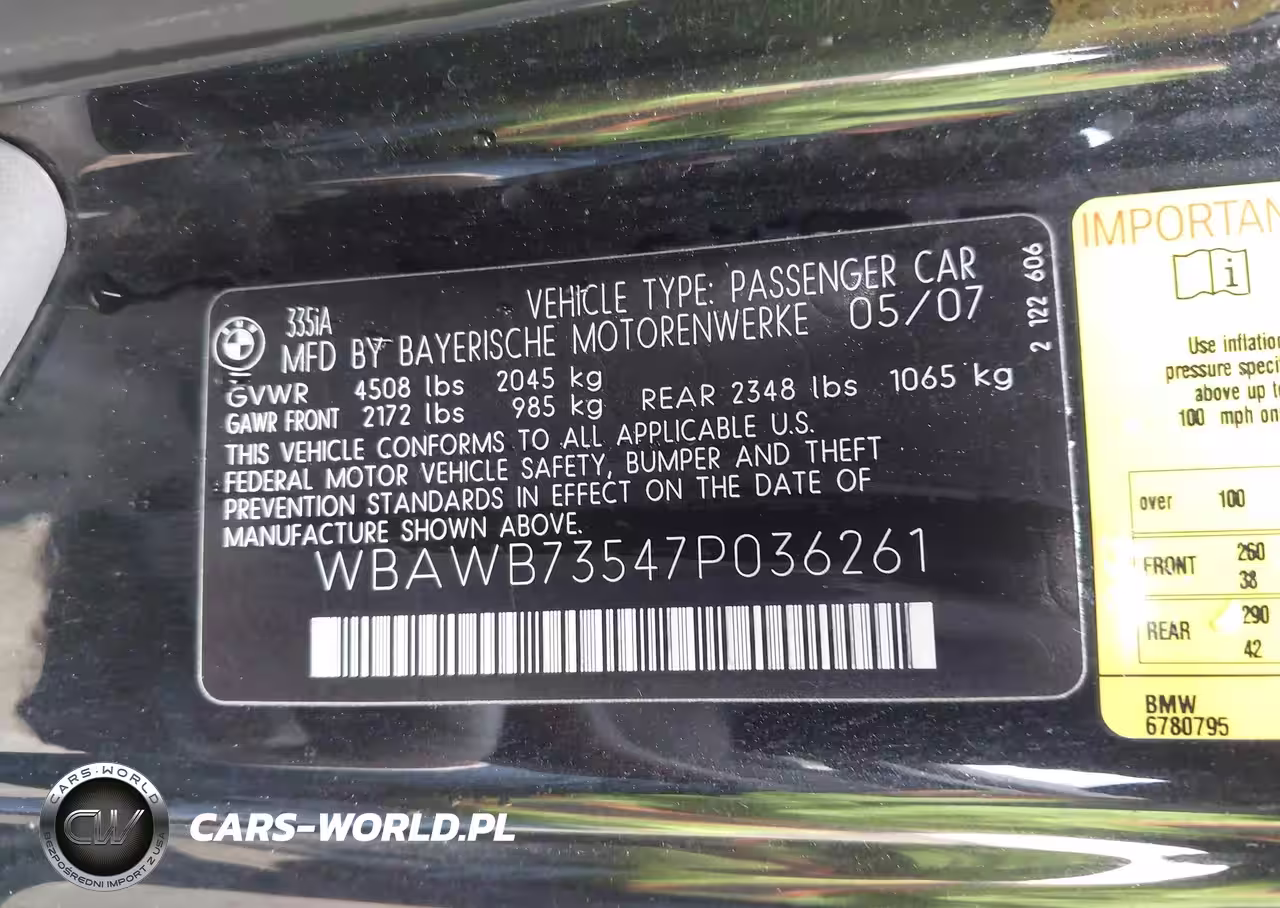 335iA
VEHICLE TYPE: PASSENGER CAR
MFD BY BAYERISCHE MOTORENWERKE 05/07
GVWR 4508 lbs 2045 kg
GAWR FRONT 2172 lbs 985 kg REAR 2348 lbs 1065 kg
THIS VEHICLE CONFORMS TO ALL APPLICABLE U.S.
FEDERAL MOTOR VEHICLE SAFETY, BUMPER AND THEFT
PREVENTION STANDARDS IN EFFECT ON THE DATE OF
MANUFACTURE SHOWN ABOVE.
WBAWB73547P036261
2 122 606
IMPORTAN
Use inflatio
pressure speci
above up t
100 mph on
over 100
FRONT 260
38
REAR 290
42
BMW
6780795
CARS-WORLD
CW
BEZPOŚREDNI IMPORT Z USA
CARS-WORLD.PL